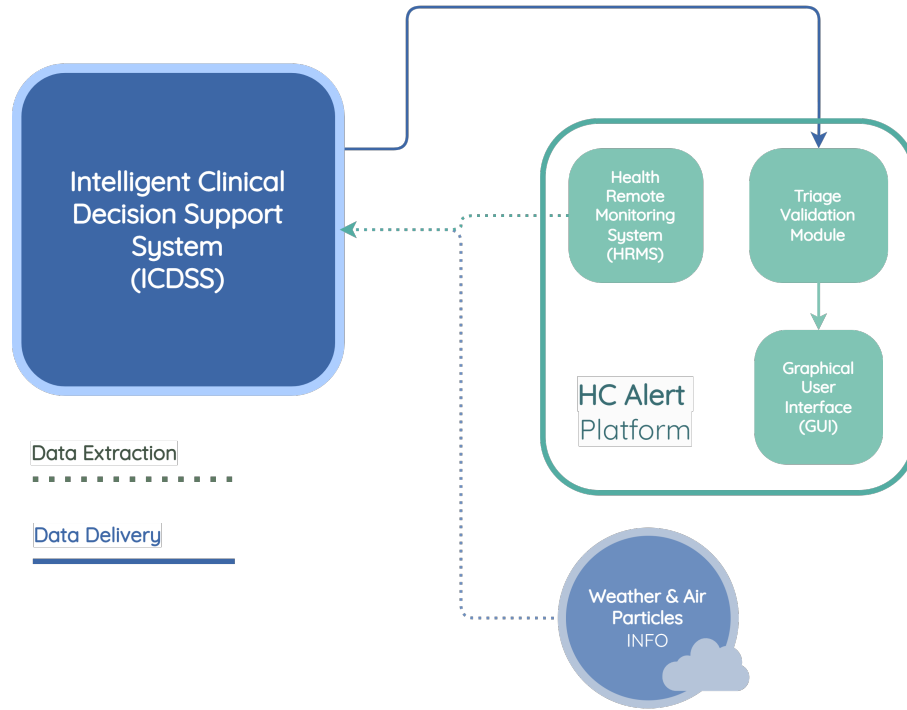 Intelligent Clinical
Decision Support
System
(ICDSS)
Health
Remote
Monitoring
System
(HRMS)
Triage
Validation
Module
Graphical
User
Interface
(GUI)
HC Alert
Platform
Data Extraction
Data Delivery
Weather & Air
Particles
INFO